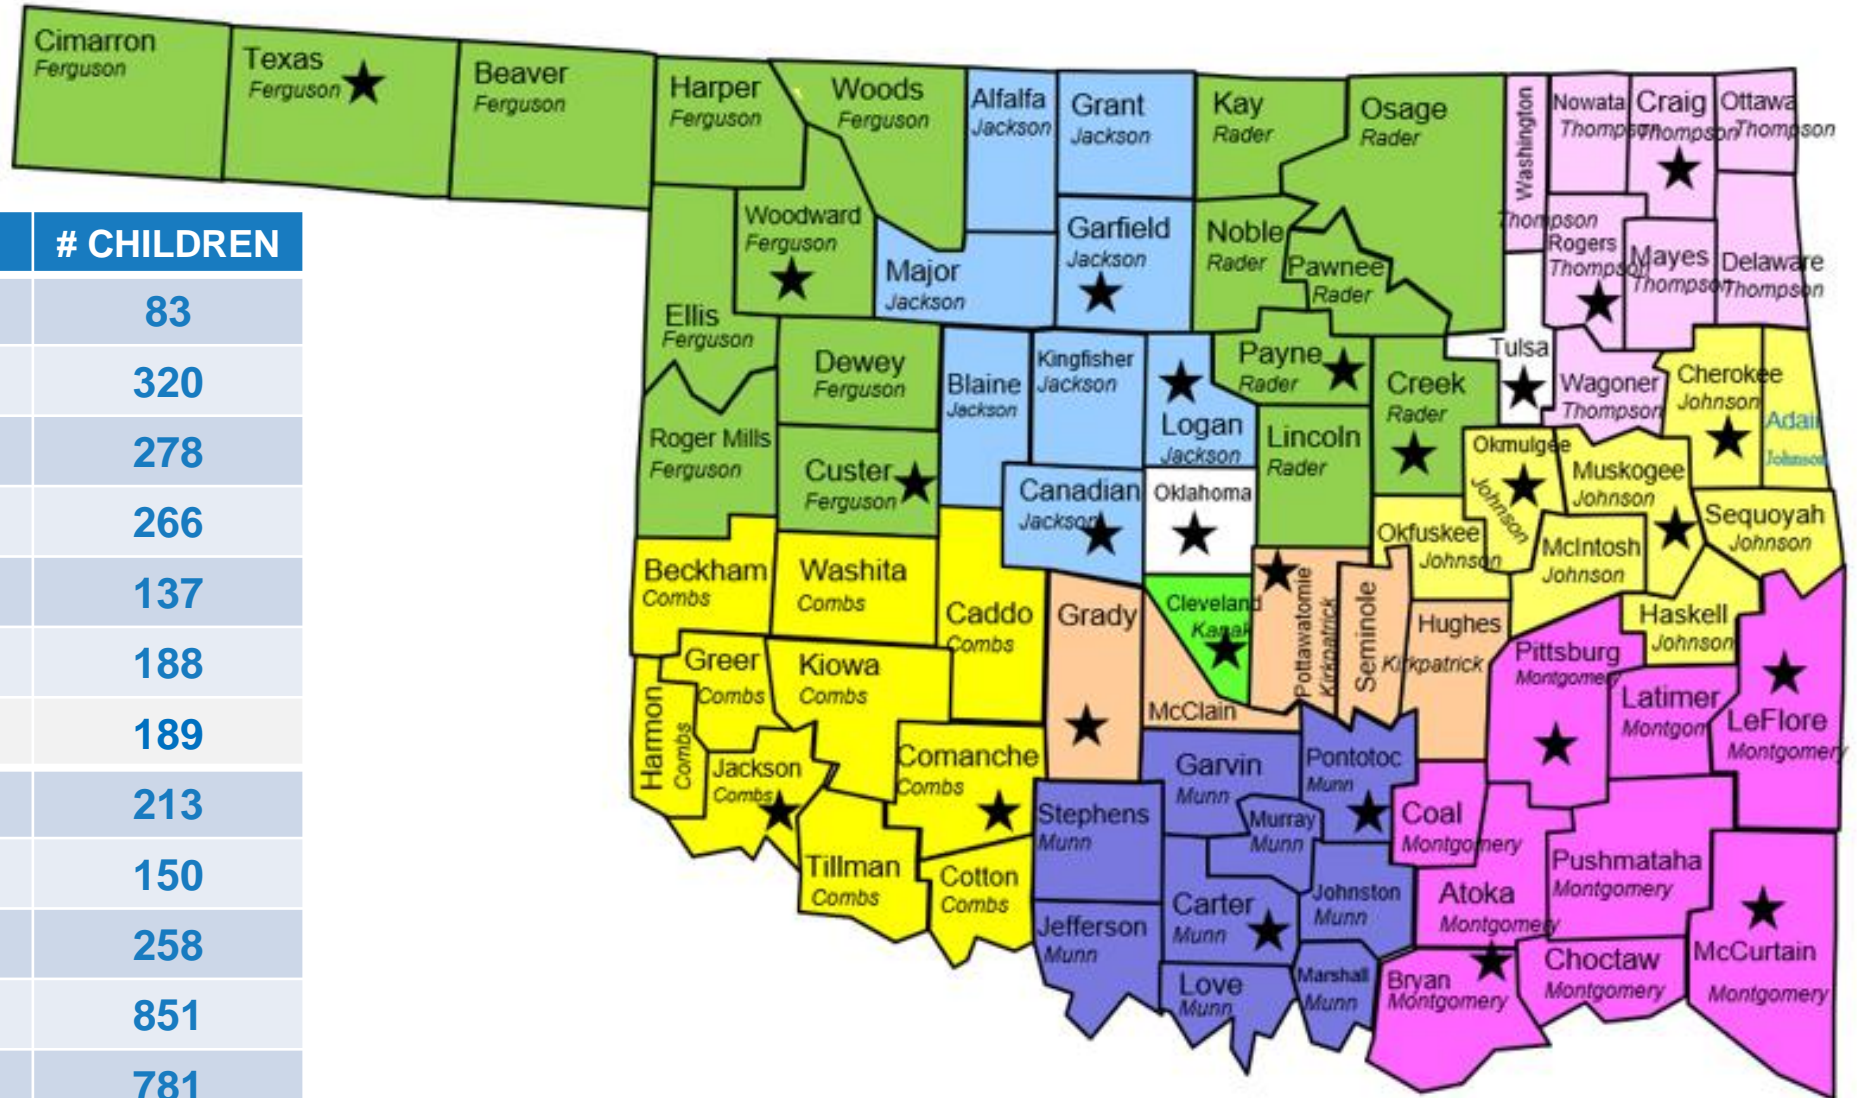 Cimarron
Ferguson
Texas
Ferguson
Beaver
Ferguson
Harper
Ferguson
Woods
Ferguson
Alfalfa
Jackson
Grant
Jackson
Kay
Rader
Osage
Rader
Washington
Thompson
Nowata
Thompson
Craig
Thompson
Ottawa
Thompson
# CHILDREN
83
320
278
266
137
188
189
213
150
258
851
781
Woodward
Ferguson
Major
Jackson
Garfield
Jackson
Noble
Rader
Pawnee
Rader
Rogers
Thompson
Mayes
Thompson
Delaware
Thompson
Ellis
Ferguson
Dewey
Ferguson
Blaine
Jackson
Kingfisher
Jackson
Logan
Jackson
Payne
Rader
Creek
Rader
Tulsa
Wagoner
Thompson
Cherokee
Johnson
Adair
Johnson
Roger Mills
Ferguson
Custer
Ferguson
Canadian
Jackson
Oklahoma
Lincoln
Rader
Okmulgee
Johnson
Muskogee
Johnson
Sequoyah
Johnson
Okfuskee
Johnson
McIntosh
Johnson
Haskell
Johnson
Beckham
Combs
Washita
Combs
Caddo
Combs
Grady
Cleveland
Kanak
Pottawatomie
Kirkpatrick
Seminole
Hughes
Kirkpatrick
McClain
Pittsburg
Montgomery
Latimer
Montgom
LeFlore
Montgomery
Harmon
Combs
Greer
Combs
Kiowa
Combs
Jackson
Combs
Comanche
Combs
Tillman
Combs
Cotton
Combs
Stephens
Munn
Garvin
Munn
Pontotoc
Munn
Murray
Munn
Coal
Montgomery
Pushmataha
Montgomery
Jefferson
Munn
Carter
Munn
Johnston
Munn
Atoka
Montgomery
Love
Munn
Marshall
Munn
Bryan
Montgomery
Choctaw
Montgomery
McCurtain
Montgomery